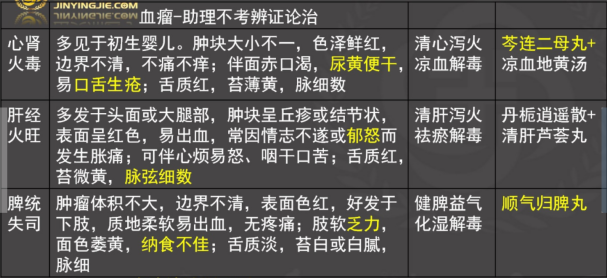 JINYINGJIE.COM
血瘤-助理不考辨证论治
心肾
火毒
多见于初生婴儿。肿块大小不一，色泽鲜红，
边界不清，不痛不痒；伴面赤口渴，尿黄便干，
易口舌生疮；舌质红，苔薄黄，脉细数
清心泻火
凉血解毒
芩连二母丸+
凉血地黄汤
肝经
火旺
多发于头面或大腿部，肿块呈丘疹或结节状，
表面呈红色，易出血，常因情志不遂或郁怒而
发生胀痛；可伴心烦易怒、咽干口苦；舌质红，
苔微黄，脉弦细数
清肝泻火
祛瘀解毒
丹栀逍遥散+
清肝芦荟丸
脾统
失司
肿瘤体积不大，边界不清，表面色红，好发于
下肢，质地柔软易出血，无疼痛；肢软乏力，
面色萎黄，纳食不佳；舌质淡，苔白或白腻，
脉细
健脾益气
化湿解毒
顺气归脾丸